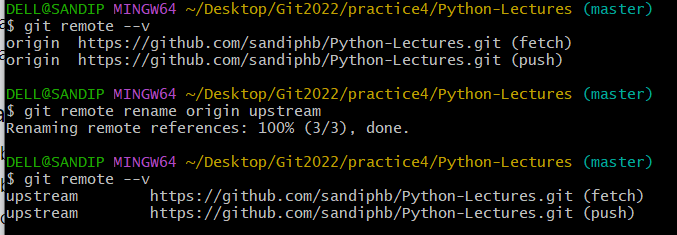 DELL@SANDIP MINGW64 ~/Desktop/Git2022/practice4/Python-Lectures (master)
$ git remote --v
origin  https://github.com/sandiphb/Python-Lectures.git (fetch)
origin  https://github.com/sandiphb/Python-Lectures.git (push)
DELL@SANDIP MINGW64 ~/Desktop/Git2022/practice4/Python-Lectures (master)
$ git remote rename origin upstream
Renaming remote references: 100% (3/3), done.
DELL@SANDIP MINGW64 ~/Desktop/Git2022/practice4/Python-Lectures (master)
$ git remote --v
upstream        https://github.com/sandiphb/Python-Lectures.git (fetch)
upstream        https://github.com/sandiphb/Python-Lectures.git (push)